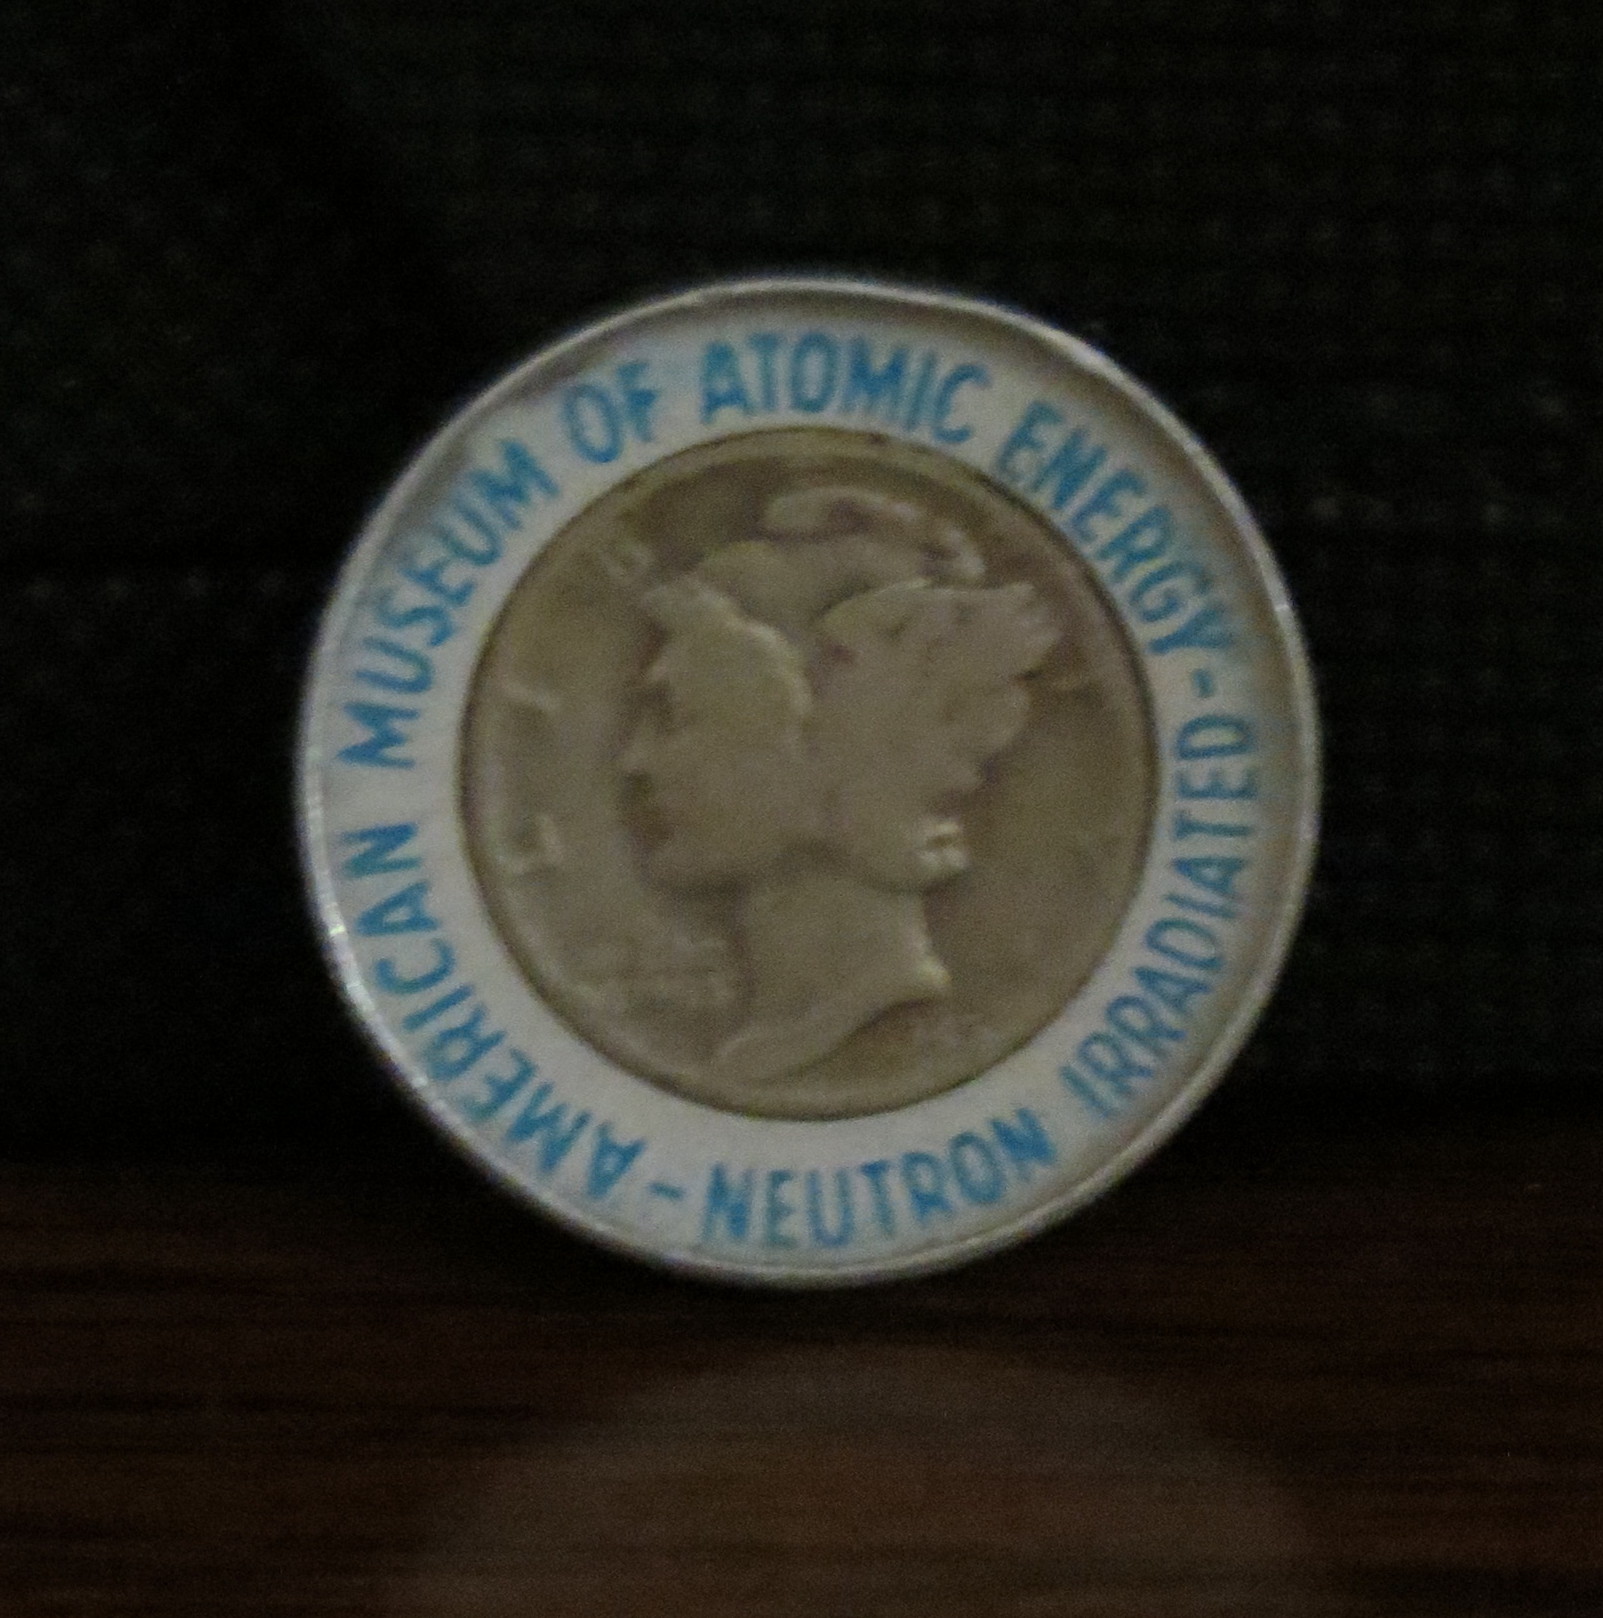 AMERICAN MUSEUM OF ATOMIC ENERGY-
NEUTRON IRRADIATED-